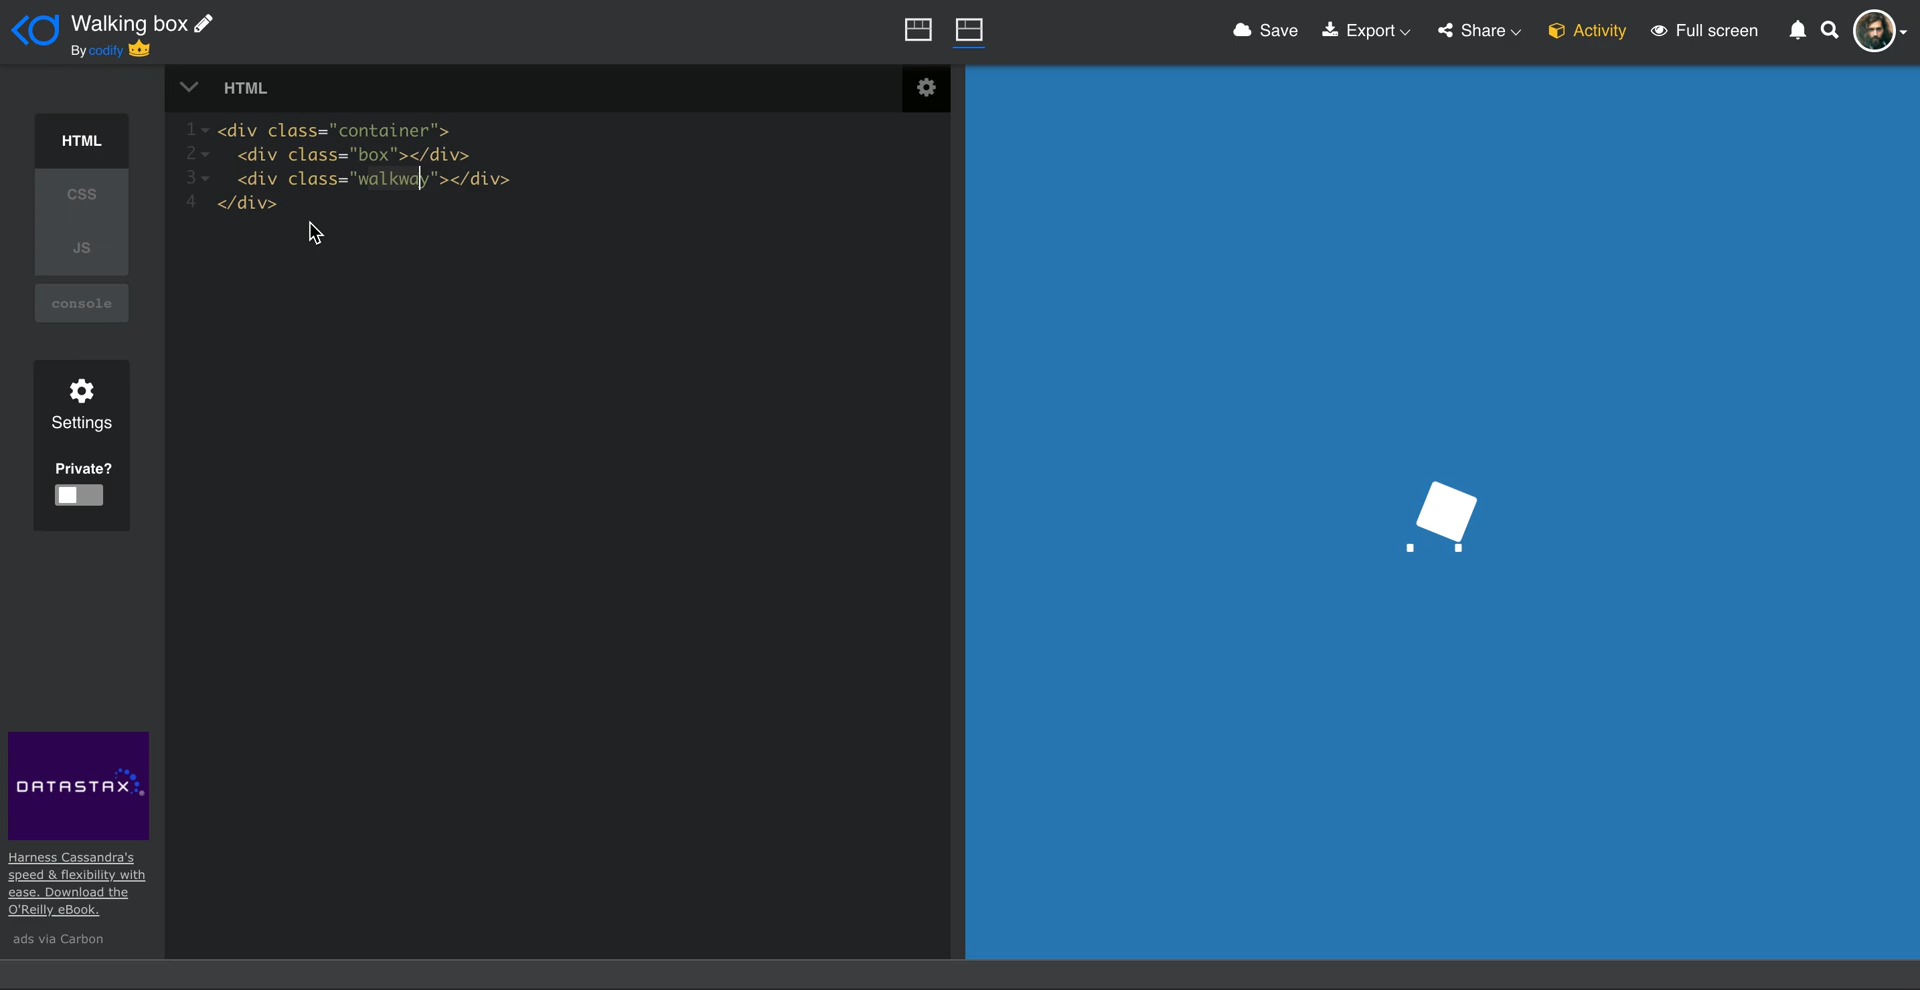 Walking box
By codify
Save
Export
Share
Activity
Full screen
HTML
CSS
JS
console
Settings
Private?
HTML
1 <div class="container">
2 <div class="box"></div>
3 <div class="walkway"></div>
4 </div>
DATASTAX
Harness Cassandra's
speed & flexibility with
ease. Download the
O'Reilly eBook.
ads via Carbon